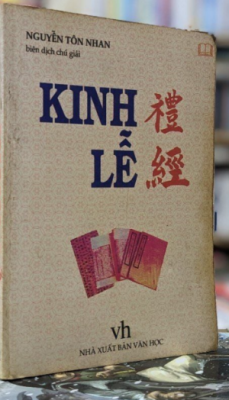 NGUYỄN TÔN NHAN
biên dịch chú giải
KINH 禮
LỄ 經
vh
NHÀ XUẤT BẢN VĂN HỌC